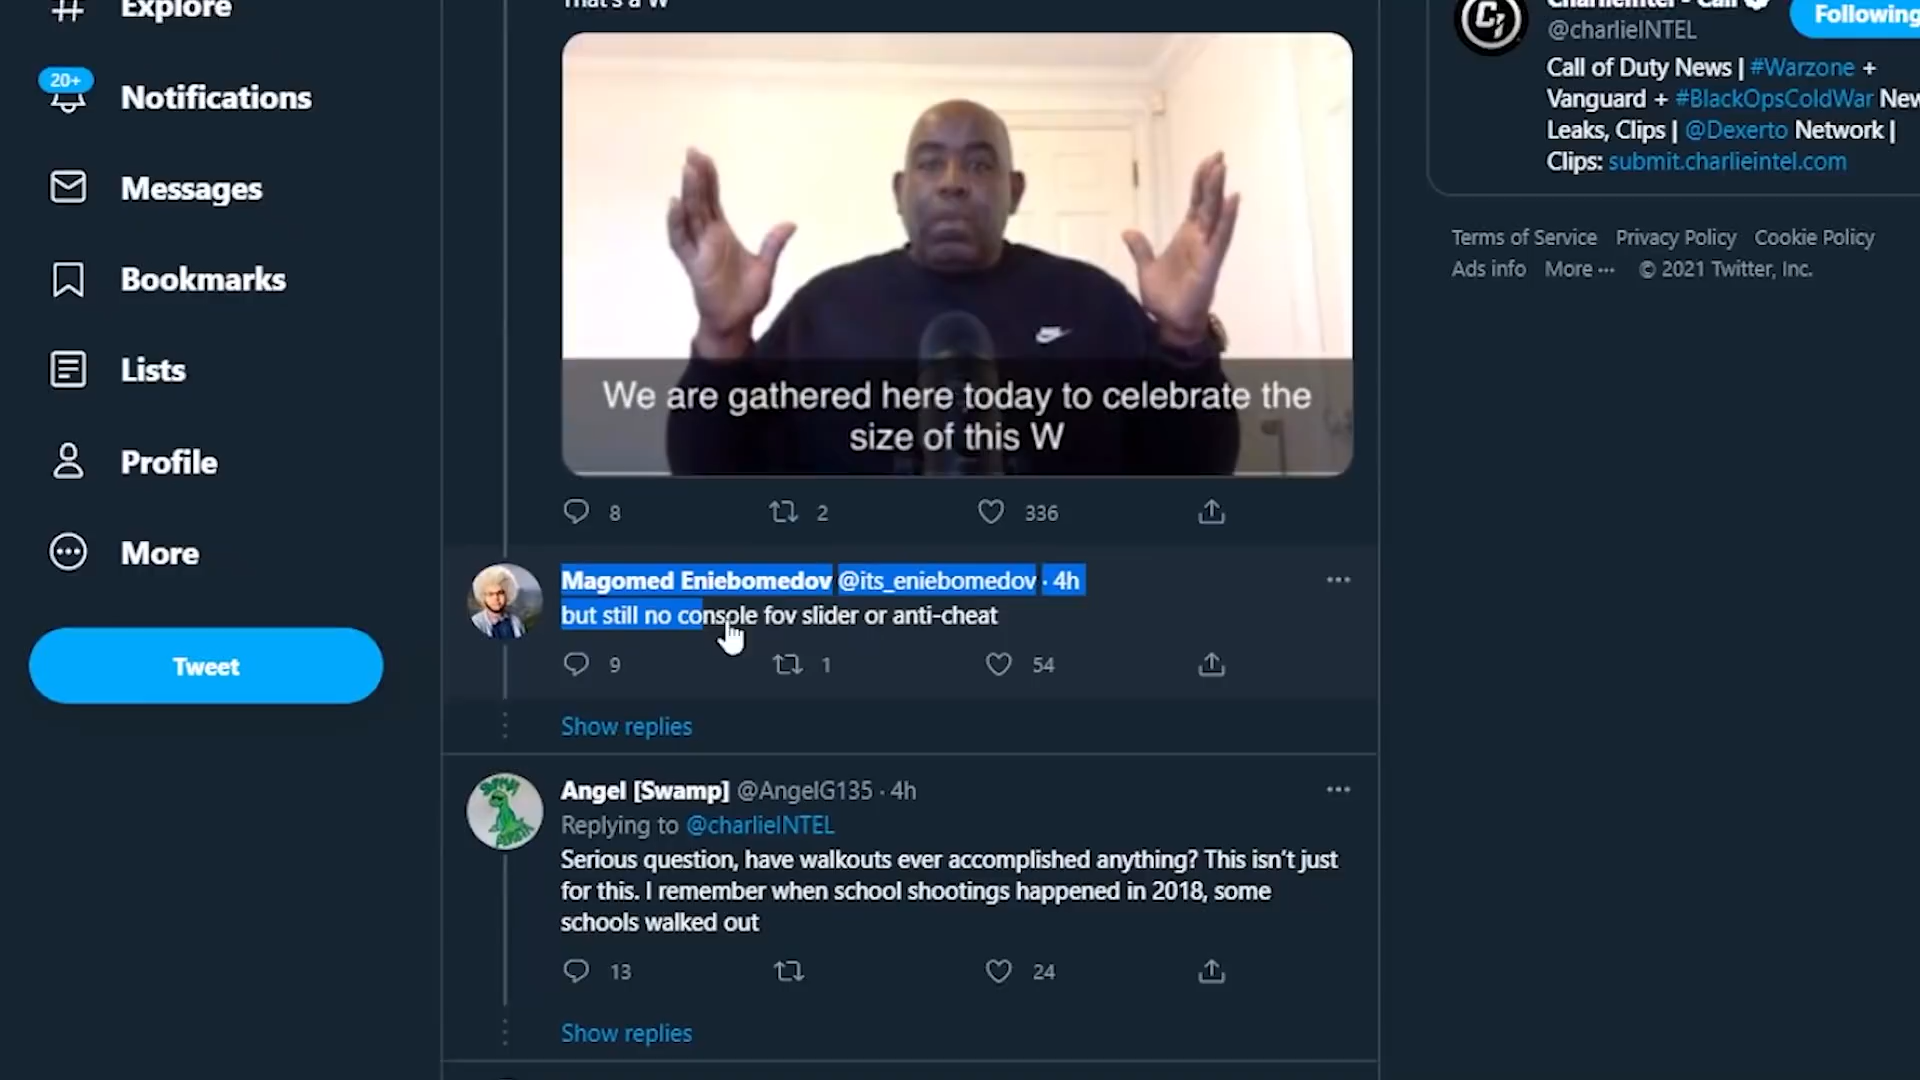 Explore
20+
Notifications
Messages
Bookmarks
Lists
Profile
More
Tweet
That's a W
We are gathered here today to celebrate the
size of this W
8 2 336
Magomed Eniebomedov @its_eniebomedov · 4h
but still no console fov slider or anti-cheat
9 1 54
Show replies
Angel [Swamp] @AngelG135 · 4h
Replying to @charlieINTEL
Serious question, have walkouts ever accomplished anything? This isn't just
for this. I remember when school shootings happened in 2018, some
schools walked out
13 24
Show replies
CharlieIntel - Call
Following
@charlieINTEL
Call of Duty News | #Warzone +
Vanguard + #BlackOpsColdWar New
Leaks, Clips | @Dexerto Network |
Clips: submit.charlieintel.com
Terms of Service Privacy Policy Cookie Policy
Ads info More ··· © 2021 Twitter, Inc.